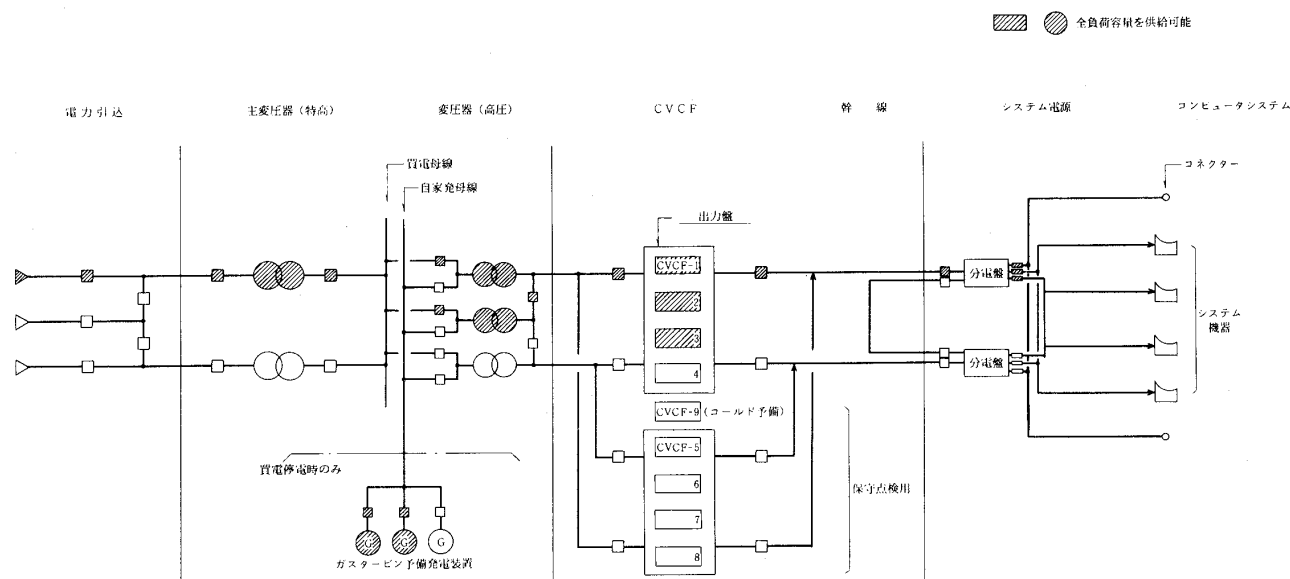 全負荷容量を供給可能
電力引込
主変圧器(特高)
変圧器(高圧)
CVCF
幹線
システム電源
コンピュータシステム
買電母線
自家発母線
コネクター
出力盤
CVCF-1
2
3
4
分電盤
分電盤
システム
機器
CVCF-9(コールド予備)
CVCF-5
6
7
8
保守点検用
買電停電時のみ
G
G
G
ガスタービン予備発電装置